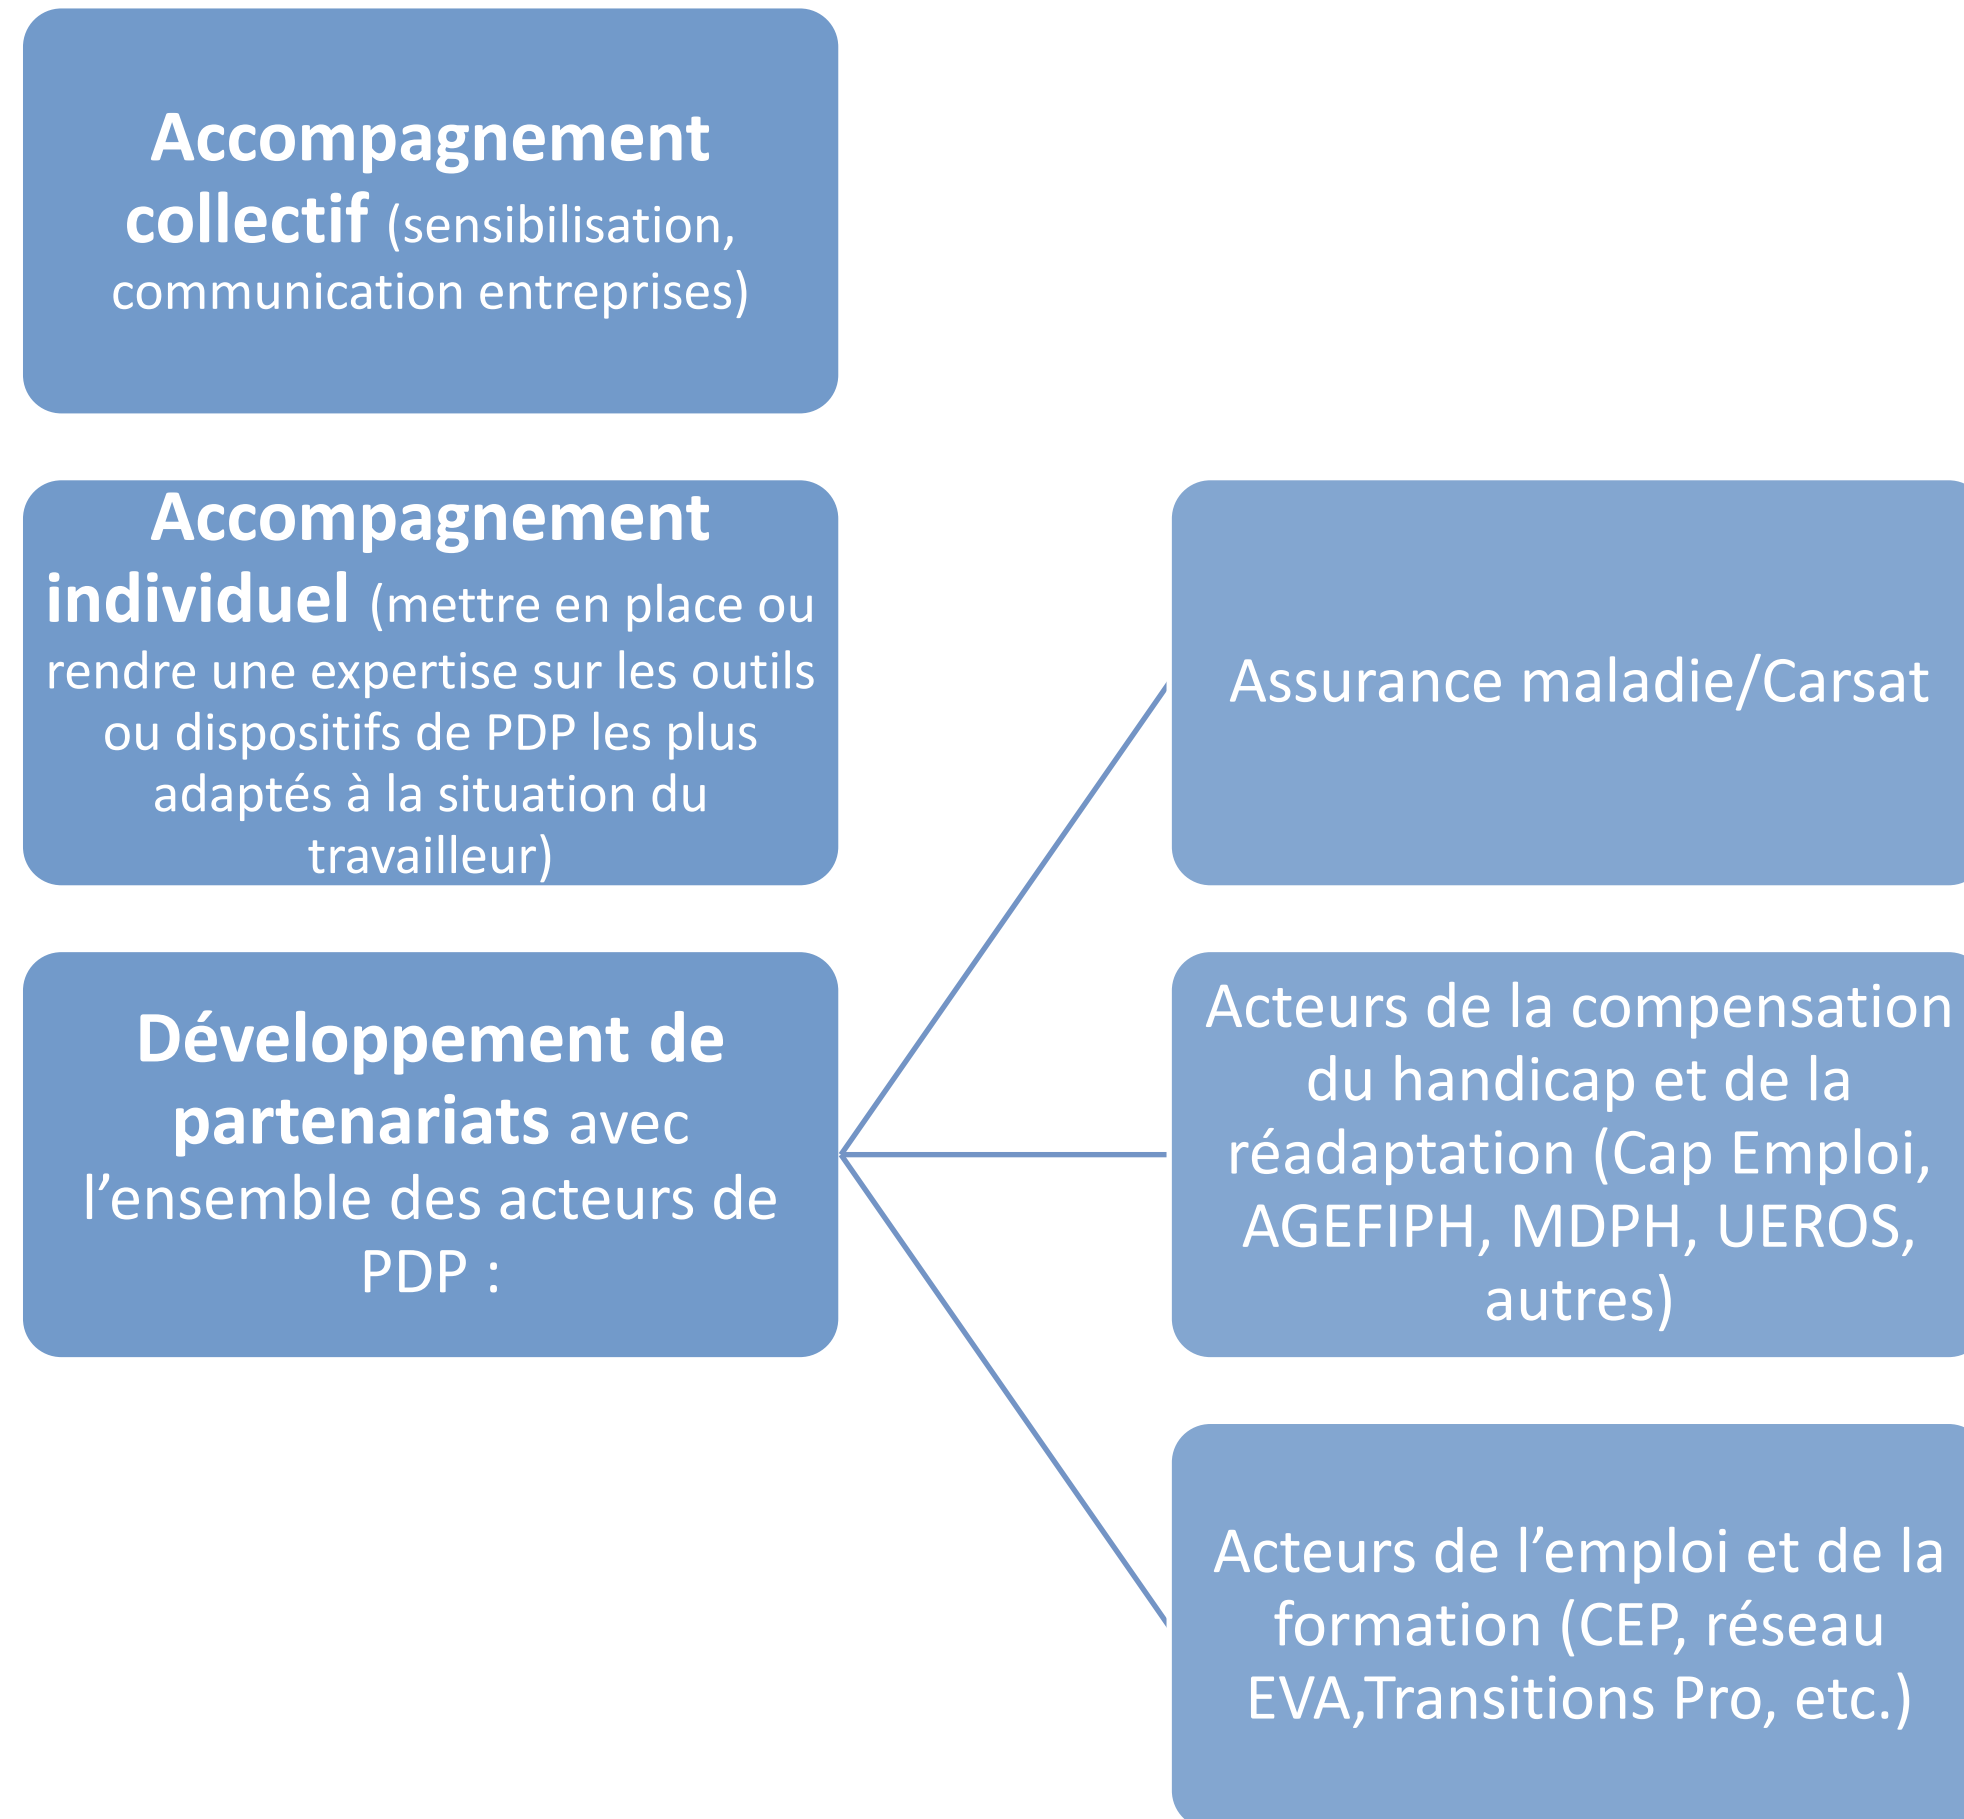 Accompagnement
collectif (sensibilisation,
communication entreprises)
Accompagnement
individuel (mettre en place ou
rendre une expertise sur les outils
ou dispositifs de PDP les plus
adaptés à la situation du
travailleur)
Développement de
partenariats avec
l’ensemble des acteurs de
PDP :
Assurance maladie/Carsat
Acteurs de la compensation
du handicap et de la
réadaptation (Cap Emploi,
AGEFIPH, MDPH, UEROS,
autres)
Acteurs de l’emploi et de la
formation (CEP, réseau
EVA,Transitions Pro, etc.)